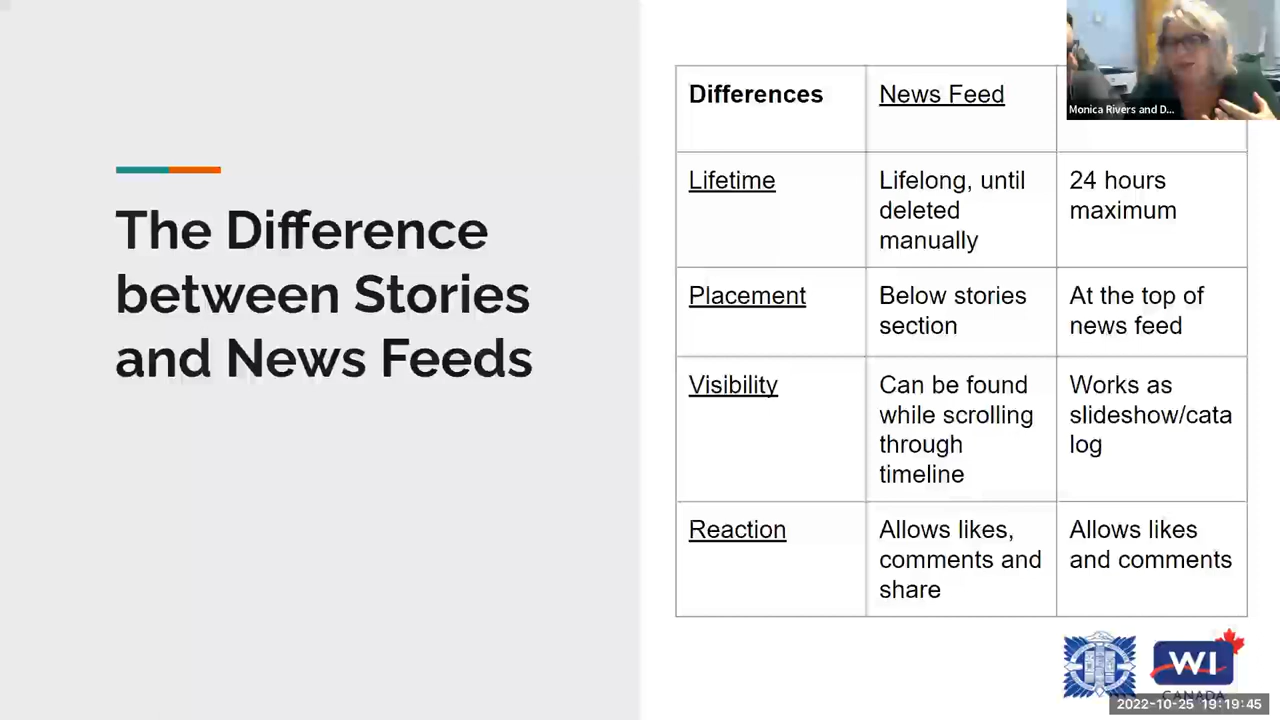 The Difference
between Stories
and News Feeds
Differences
News Feed
Lifetime
Lifelong, until
deleted
manually
24 hours
maximum
Placement
Below stories
section
At the top of
news feed
Visibility
Can be found
while scrolling
through
timeline
Works as
slideshow/cata
log
Reaction
Allows likes,
comments and
share
Allows likes
and comments
Monica Rivers and D...
WI
CANADA
2022-10-25 19:19:45